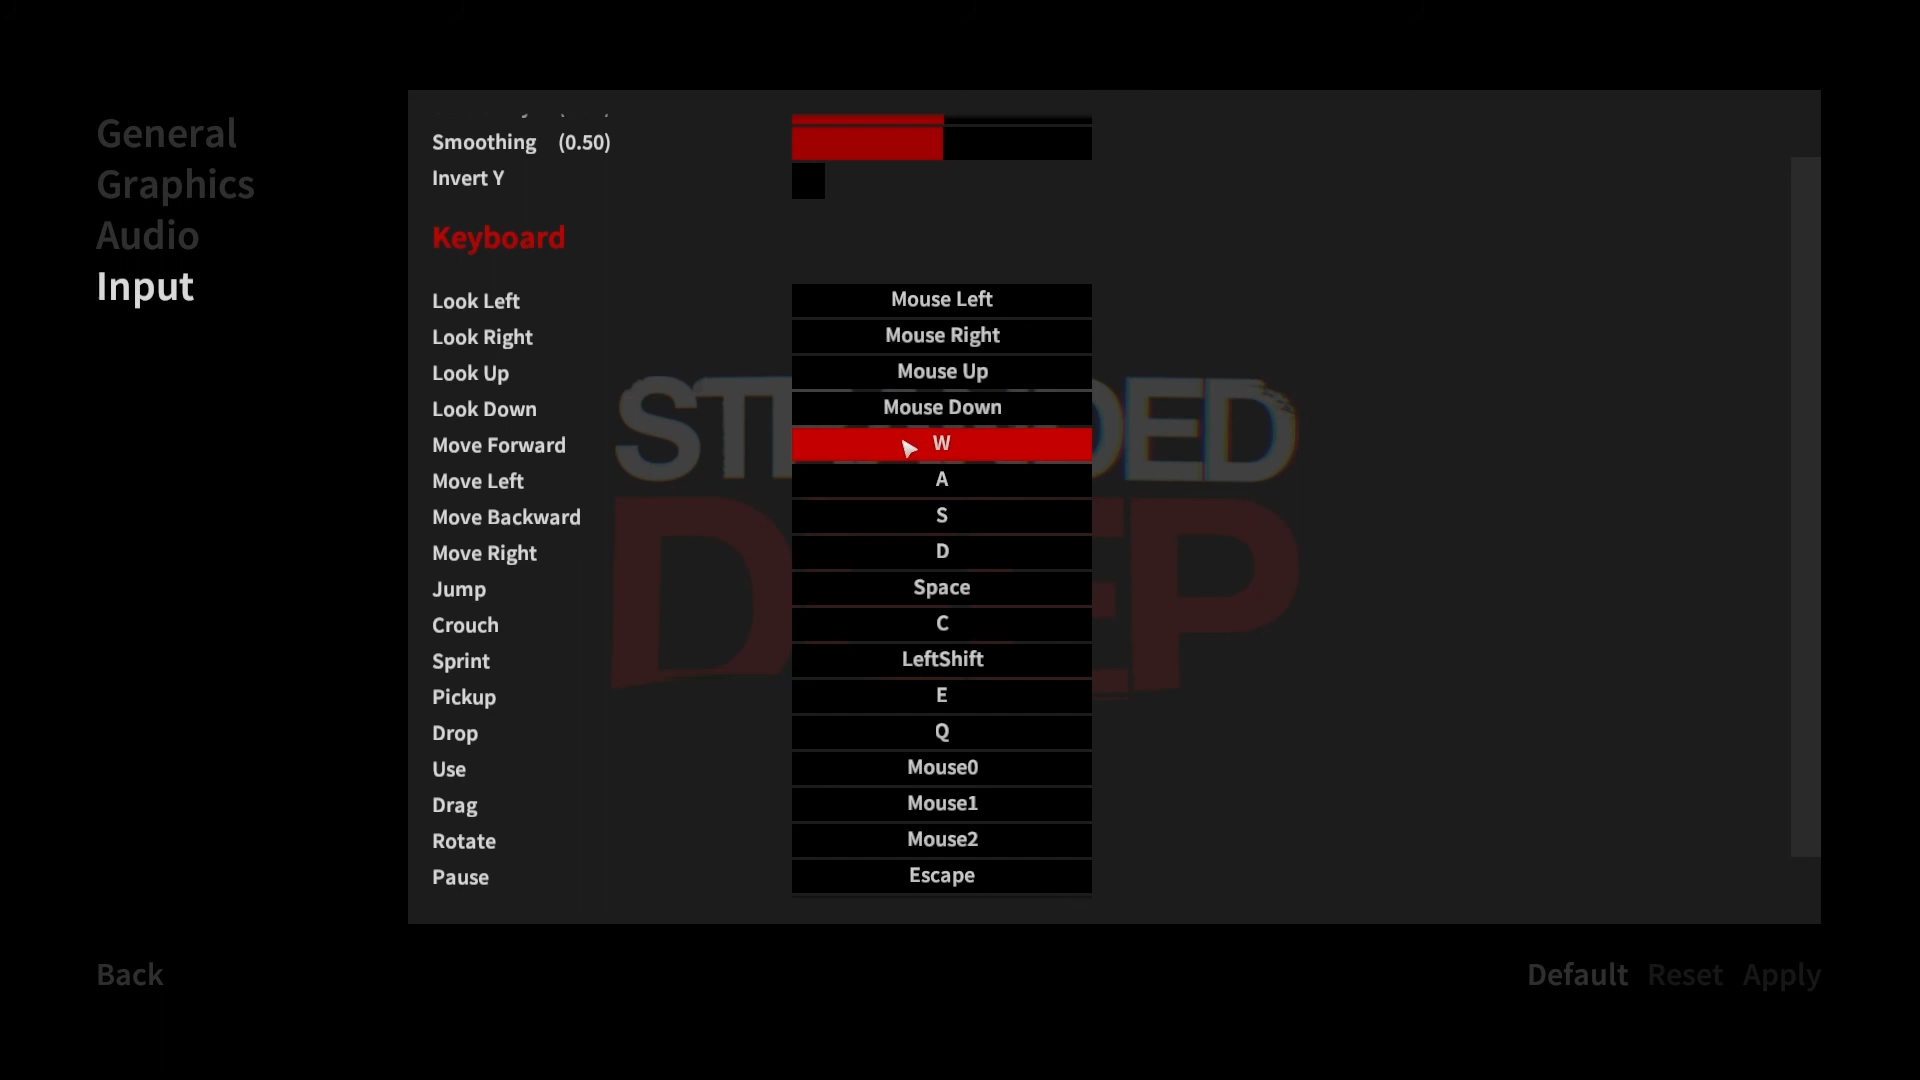 General
Graphics
Audio
Input
Smoothing (0.50)
Invert Y
Keyboard
Look Left Mouse Left
Look Right Mouse Right
Look Up Mouse Up
Look Down Mouse Down
Move Forward W
Move Left A
Move Backward S
Move Right D
Jump Space
Crouch C
Sprint LeftShift
Pickup E
Drop Q
Use Mouse0
Drag Mouse1
Rotate Mouse2
Pause Escape
STRANDED
DEEP
Back
Default Reset Apply